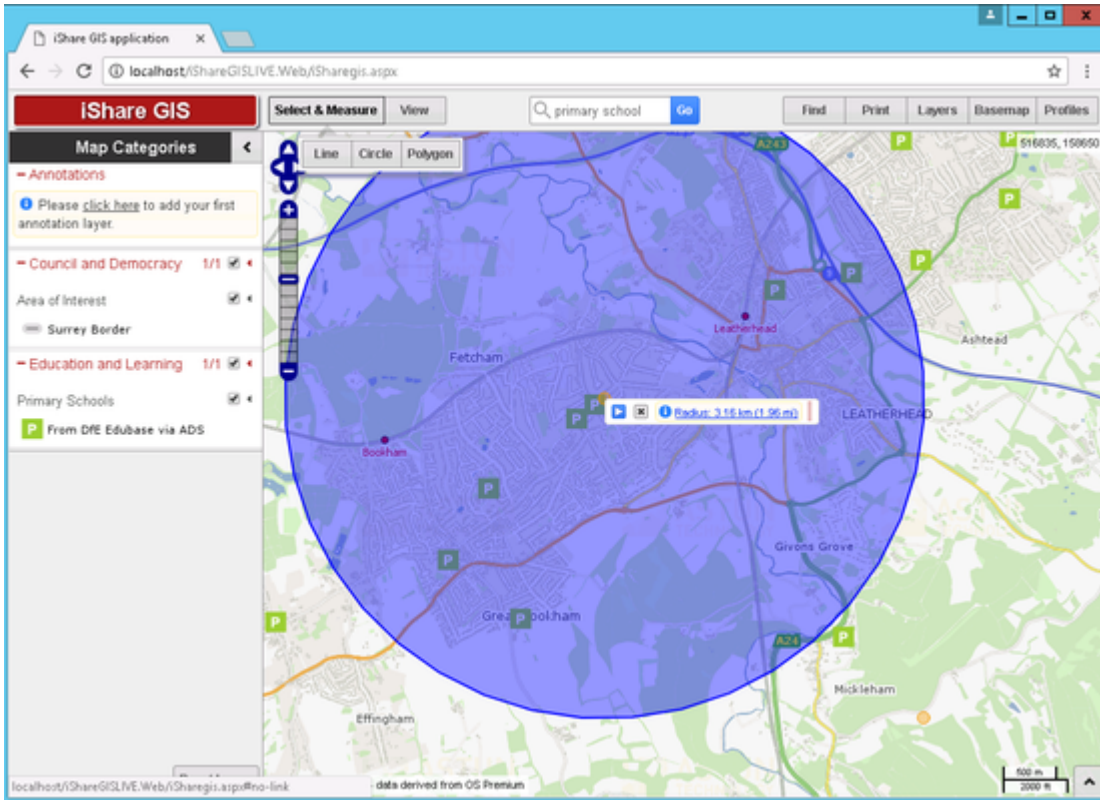 iShare GIS application
localhost/iShareGISLIVE.Web/iSharegis.aspx
iShare GIS
Select & Measure
View
primary school
Go
Find
Print
Layers
Basemap
Profiles
Map Categories
Line
Circle
Polygon
A243
516835, 158650
Annotations
Please click here to add your first
annotation layer.
Council and Democracy 1/1
Area of Interest
Surrey Border
Education and Learning 1/1
Primary Schools
P From DfE Edubase via ADS
P
P
P
P
P
P
Leatherhead
Ashtead
Fetcham
P
P
Radius: 3.16 km (1.96 mi)
LEATHERHEAD
Bookham
P
Givons Grove
P
P
P
A24
P
Mickleham
Effingham
localhost/iShareGISLIVE.Web/iSharegis.aspx#no-link
data derived from OS Premium
500 m
2000 ft